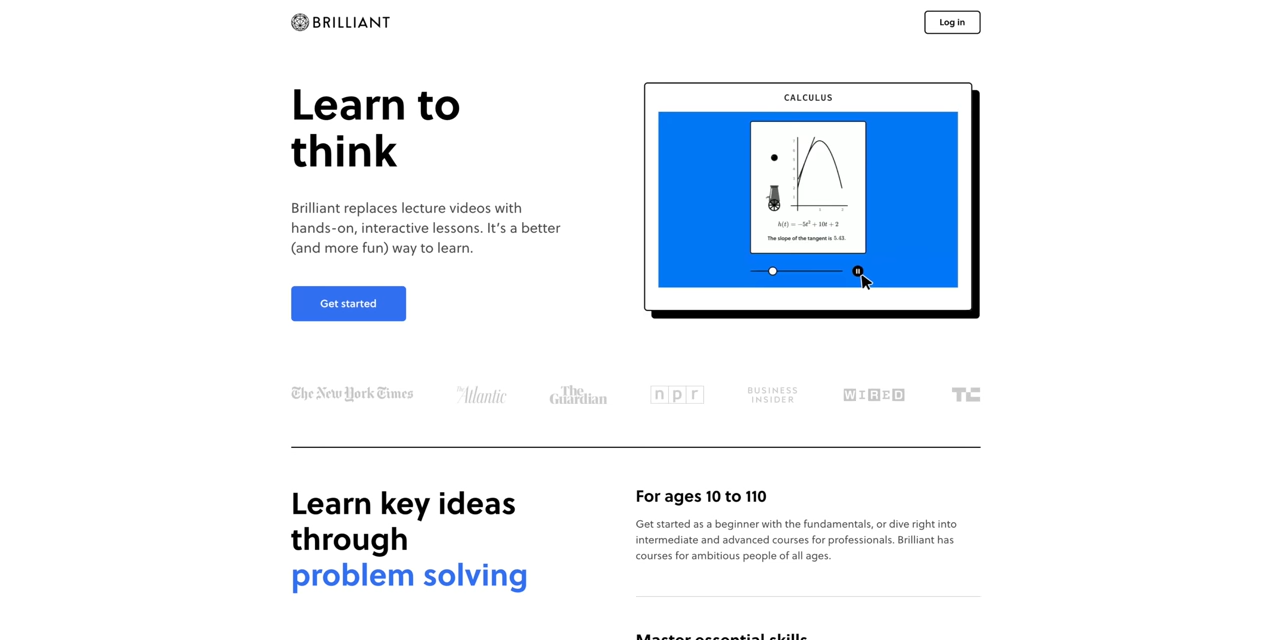 BRILLIANT
Log in
Learn to
think
Brilliant replaces lecture videos with
hands-on, interactive lessons. It's a better
(and more fun) way to learn.
Get started
CALCULUS
h(t) = −5t² + 10t + 2
The slope of the tangent is 5.43.
The New York Times
The Atlantic
The Guardian
npr
BUSINESS INSIDER
WIRED
TC
Learn key ideas
through
problem solving
For ages 10 to 110
Get started as a beginner with the fundamentals, or dive right into
intermediate and advanced courses for professionals. Brilliant has
courses for ambitious people of all ages.
Master essential skills